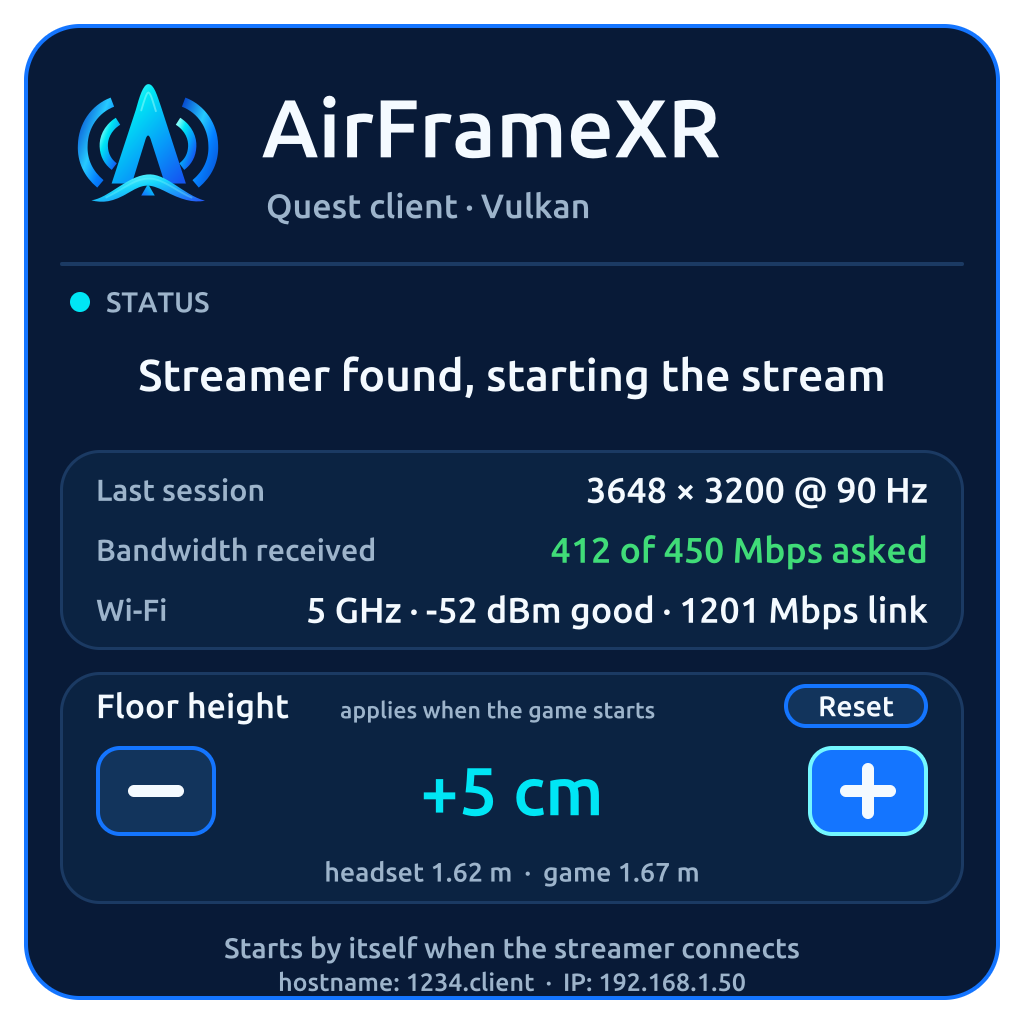 AirFrameXR
Quest client · Vulkan
STATUS
Streamer found, starting the stream
Last session 3648 × 3200 @ 90 Hz
Bandwidth received 412 of 450 Mbps asked
Wi-Fi 5 GHz · -52 dBm good · 1201 Mbps link
Floor height applies when the game starts Reset
+5 cm
headset 1.62 m · game 1.67 m
Starts by itself when the streamer connects
hostname: 1234.client · IP: 192.168.1.50